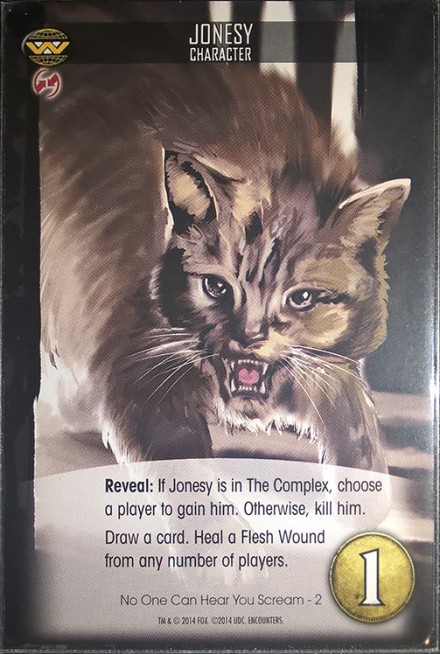 JONESY
CHARACTER
Reveal: If Jonesy is in The Complex, choose
a player to gain him. Otherwise, kill him.
Draw a card. Heal a Flesh Wound
from any number of players.
1
No One Can Hear You Scream - 2
TM & © 2014 FOX. ©2014 UDC. ENCOUNTERS.